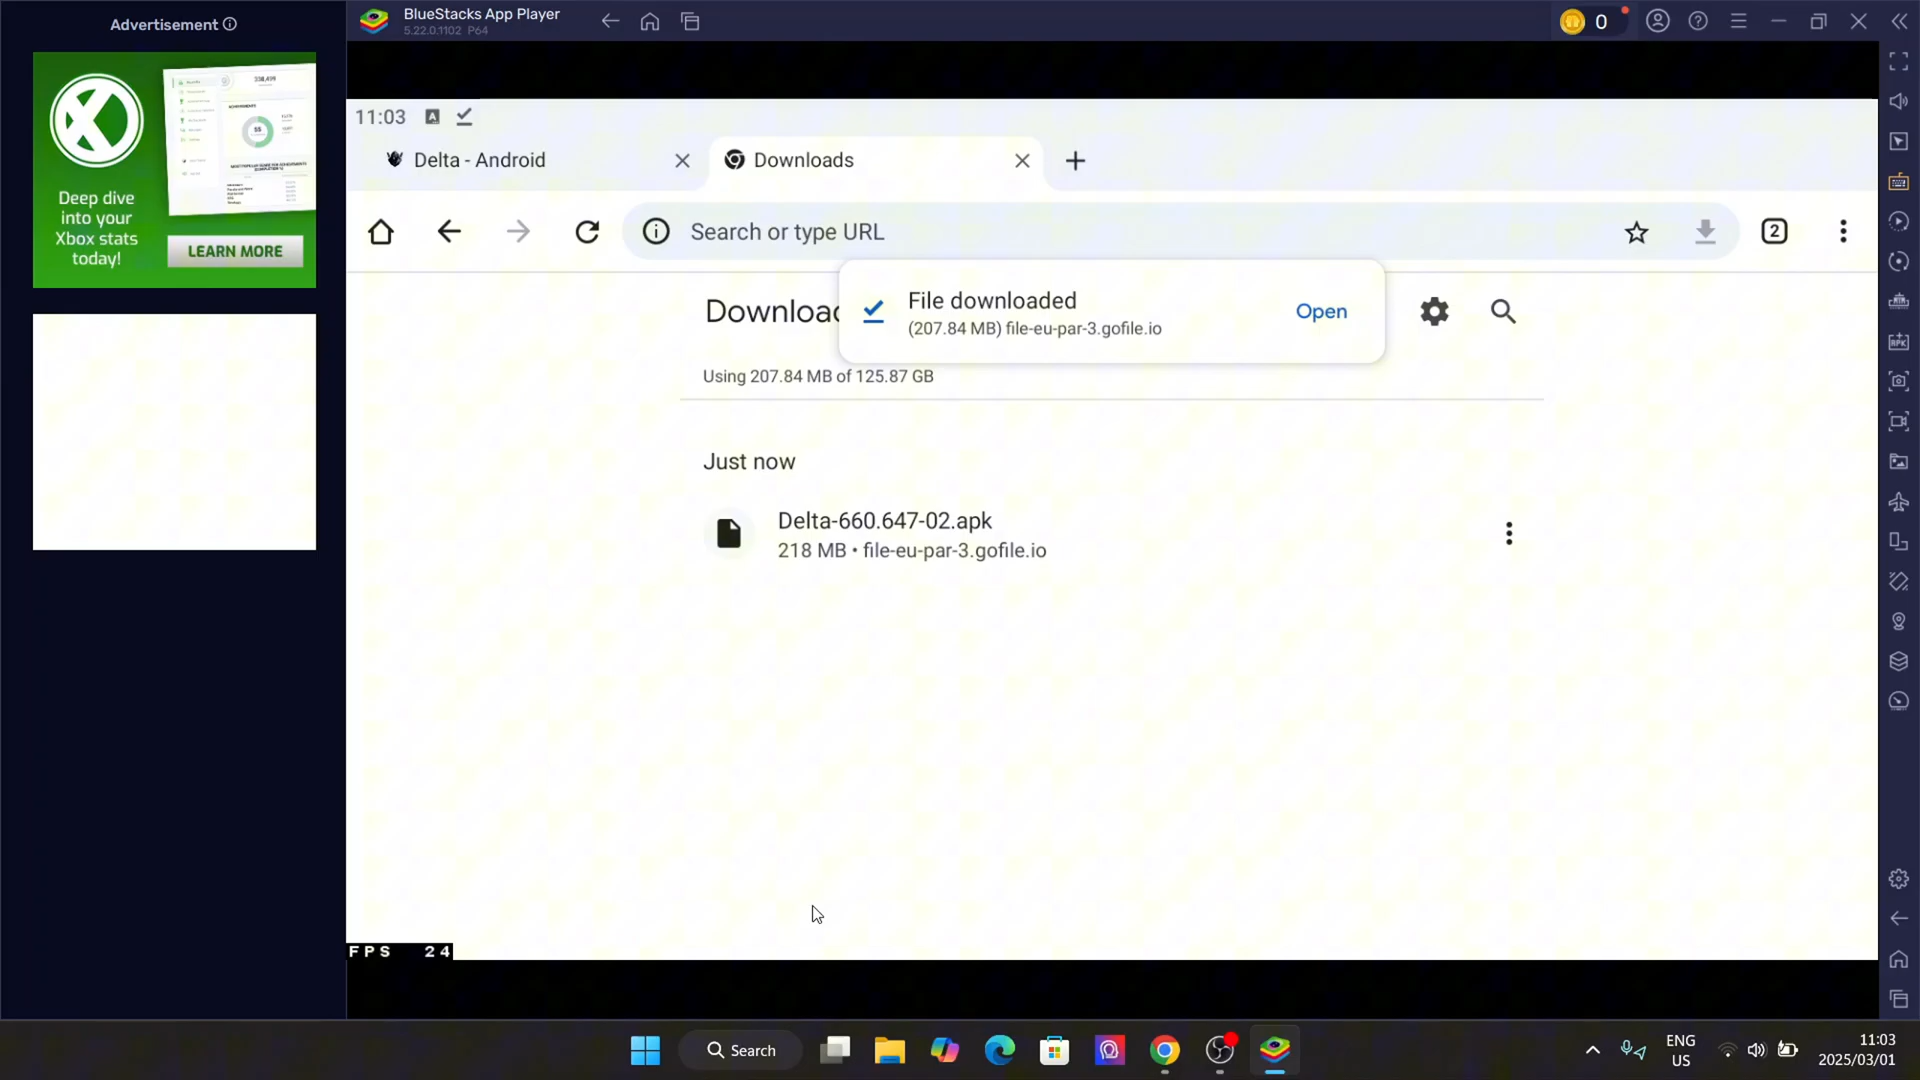 Advertisement
BlueStacks App Player
5.22.0.1102 P64
0
Deep dive
into your
Xbox stats
today!
LEARN MORE
11:03
Delta - Android
Downloads
Search or type URL
2
Downloa
File downloaded
(207.84 MB) file-eu-par-3.gofile.io
Open
Using 207.84 MB of 125.87 GB
Just now
Delta-660.647-02.apk
218 MB • file-eu-par-3.gofile.io
FPS 24
Search
ENG
US
11:03
2025/03/01